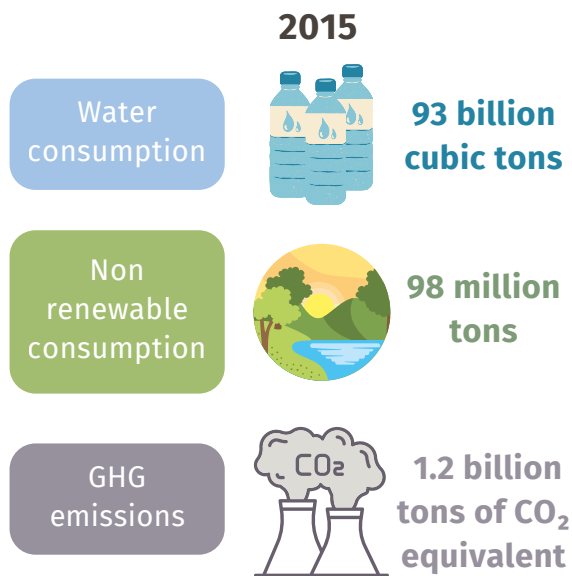 2015
Water
consumption
93 billion
cubic tons
Non
renewable
consumption
98 million
tons
GHG
emissions
CO₂
1.2 billion
tons of CO₂
equivalent